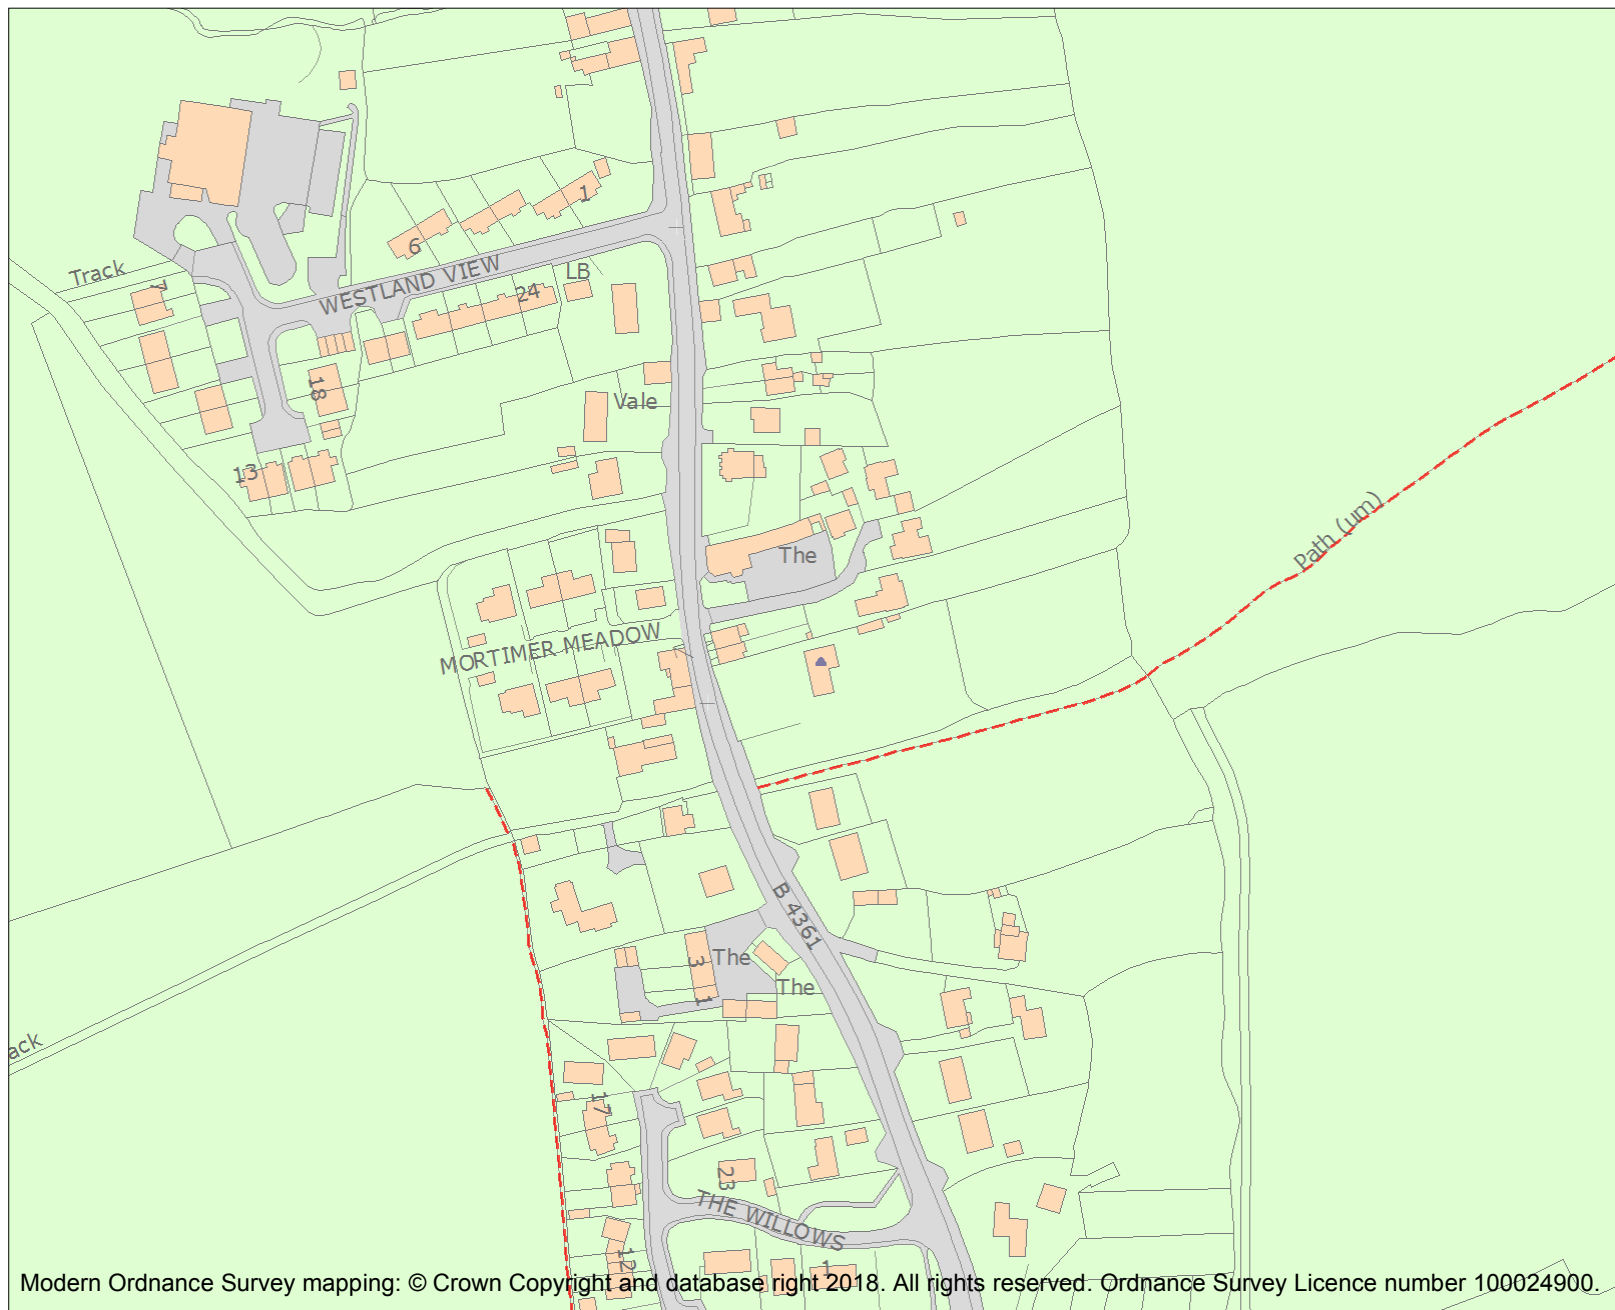 1
6
Track
7
WESTLAND VIEW
LB
24
18
Vale
13
Path (um)
The
MORTIMER MEADOW
B 4361
3
The
1
The
ack
17
23
THE WILLOWS
12
1
Modern Ordnance Survey mapping: © Crown Copyright and database right 2018. All rights reserved. Ordnance Survey Licence number 100024900.